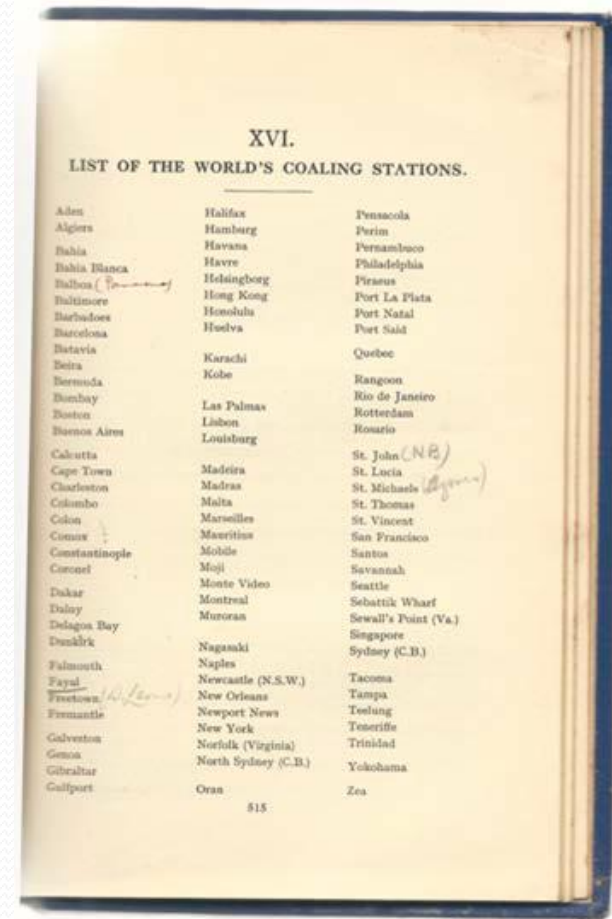 XVI.
LIST OF THE WORLD'S COALING STATIONS.
Aden
Algiers
Bahia
Bahia Blanca
Balboa (Panama)
Baltimore
Barbadoes
Barcelona
Batavia
Beira
Bermuda
Bombay
Boston
Buenos Aires
Calcutta
Cape Town
Charleston
Colombo
Colon
Comox
Constantinople
Coronel
Dakar
Dalny
Delagoa Bay
Dunkirk
Falmouth
Fayal
Freetown
Fremantle
Galveston
Genoa
Gibraltar
Gulfport
Halifax
Hamburg
Havana
Havre
Helsingborg
Hong Kong
Honolulu
Huelva
Karachi
Kobe
Las Palmas
Lisbon
Louisburg
Madeira
Madras
Malta
Marseilles
Mauritius
Mobile
Moji
Monte Video
Montreal
Muroran
Nagasaki
Naples
Newcastle (N.S.W.)
New Orleans
Newport News
New York
Norfolk (Virginia)
North Sydney (C.B.)
Oran
Pensacola
Perim
Pernambuco
Philadelphia
Piraeus
Port La Plata
Port Natal
Port Said
Quebec
Rangoon
Rio de Janeiro
Rotterdam
Rosario
St. John (NB)
St. Lucia
St. Michaels (Azores)
St. Thomas
St. Vincent
San Francisco
Santos
Savannah
Seattle
Sebattik Wharf
Sewall's Point (Va.)
Singapore
Sydney (C.B.)
Tacoma
Tampa
Teelung
Teneriffe
Trinidad
Yokohama
Zea
515